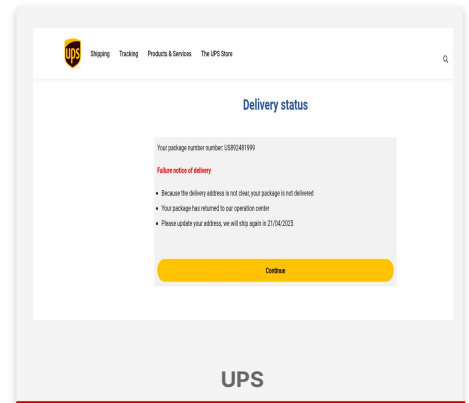 ups
Shipping Tracking Products & Services The UPS Store
Delivery status
Your package number number: US892481999
Failure notice of delivery
Because the delivery address is not clear, your package is not delivered
Your package has returned to our operation center
Please update your address, we will ship again in 21/04/2025
Continue
UPS